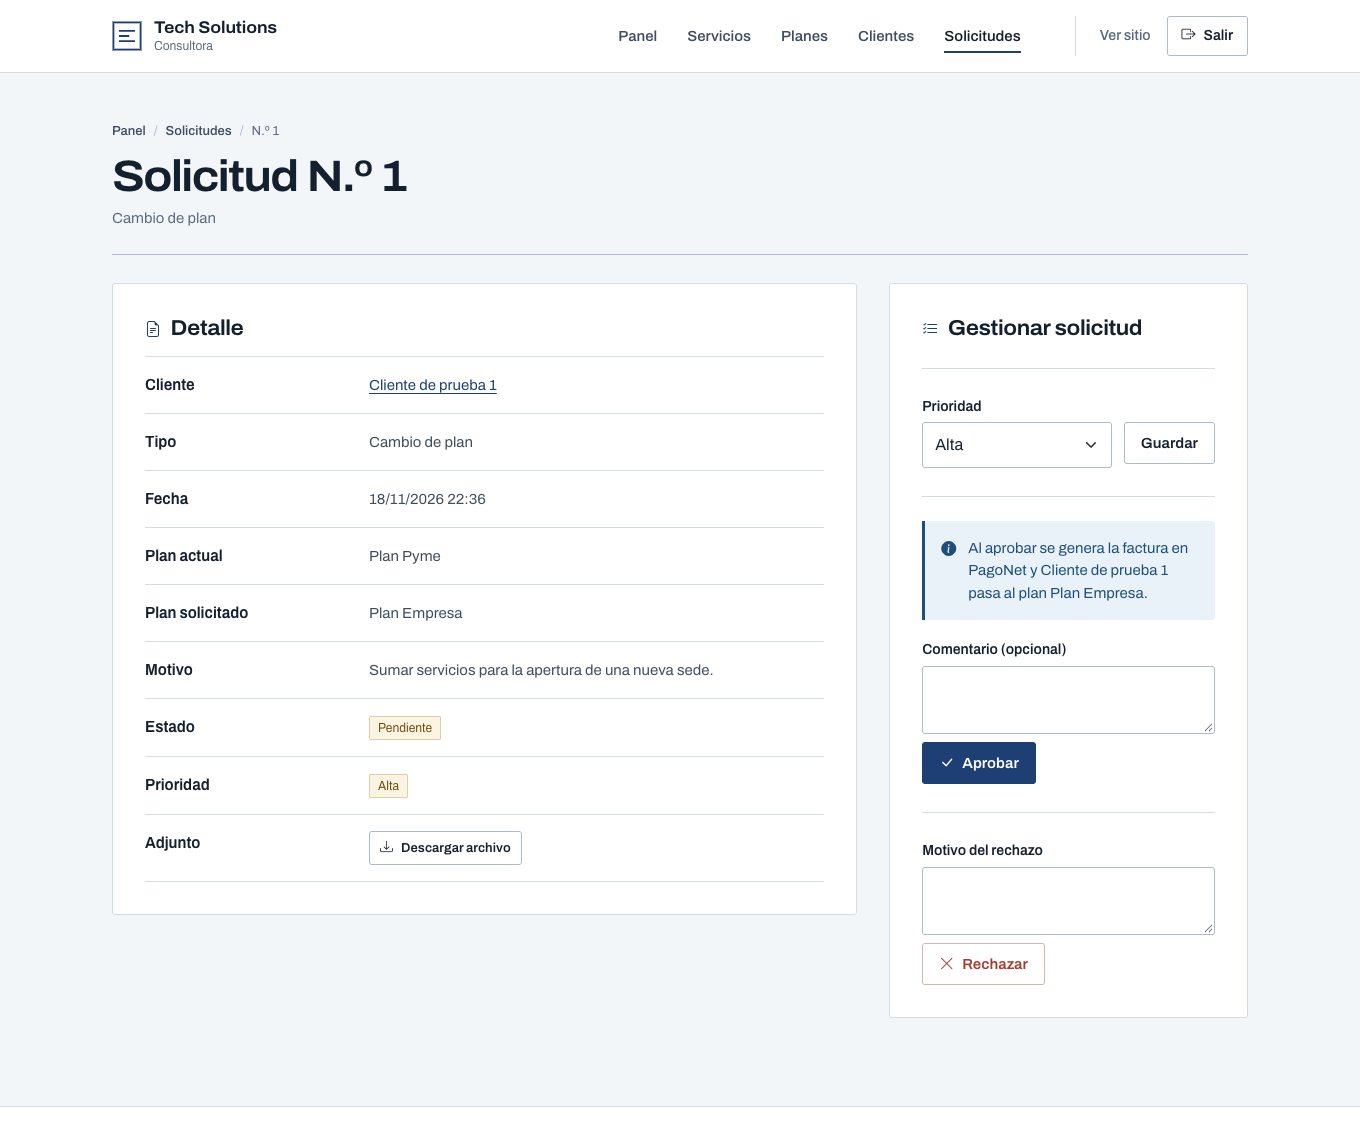 Tech Solutions
Consultora
Panel
Servicios
Planes
Clientes
Solicitudes
Ver sitio
Salir
Panel / Solicitudes / N.º 1
Solicitud N.º 1
Cambio de plan
Detalle
Cliente
Cliente de prueba 1
Tipo
Cambio de plan
Fecha
18/11/2026 22:36
Plan actual
Plan Pyme
Plan solicitado
Plan Empresa
Motivo
Sumar servicios para la apertura de una nueva sede.
Estado
Pendiente
Prioridad
Alta
Adjunto
Descargar archivo
Gestionar solicitud
Prioridad
Alta
Guardar
Al aprobar se genera la factura en
PagoNet y Cliente de prueba 1
pasa al plan Plan Empresa.
Comentario (opcional)
Aprobar
Motivo del rechazo
Rechazar